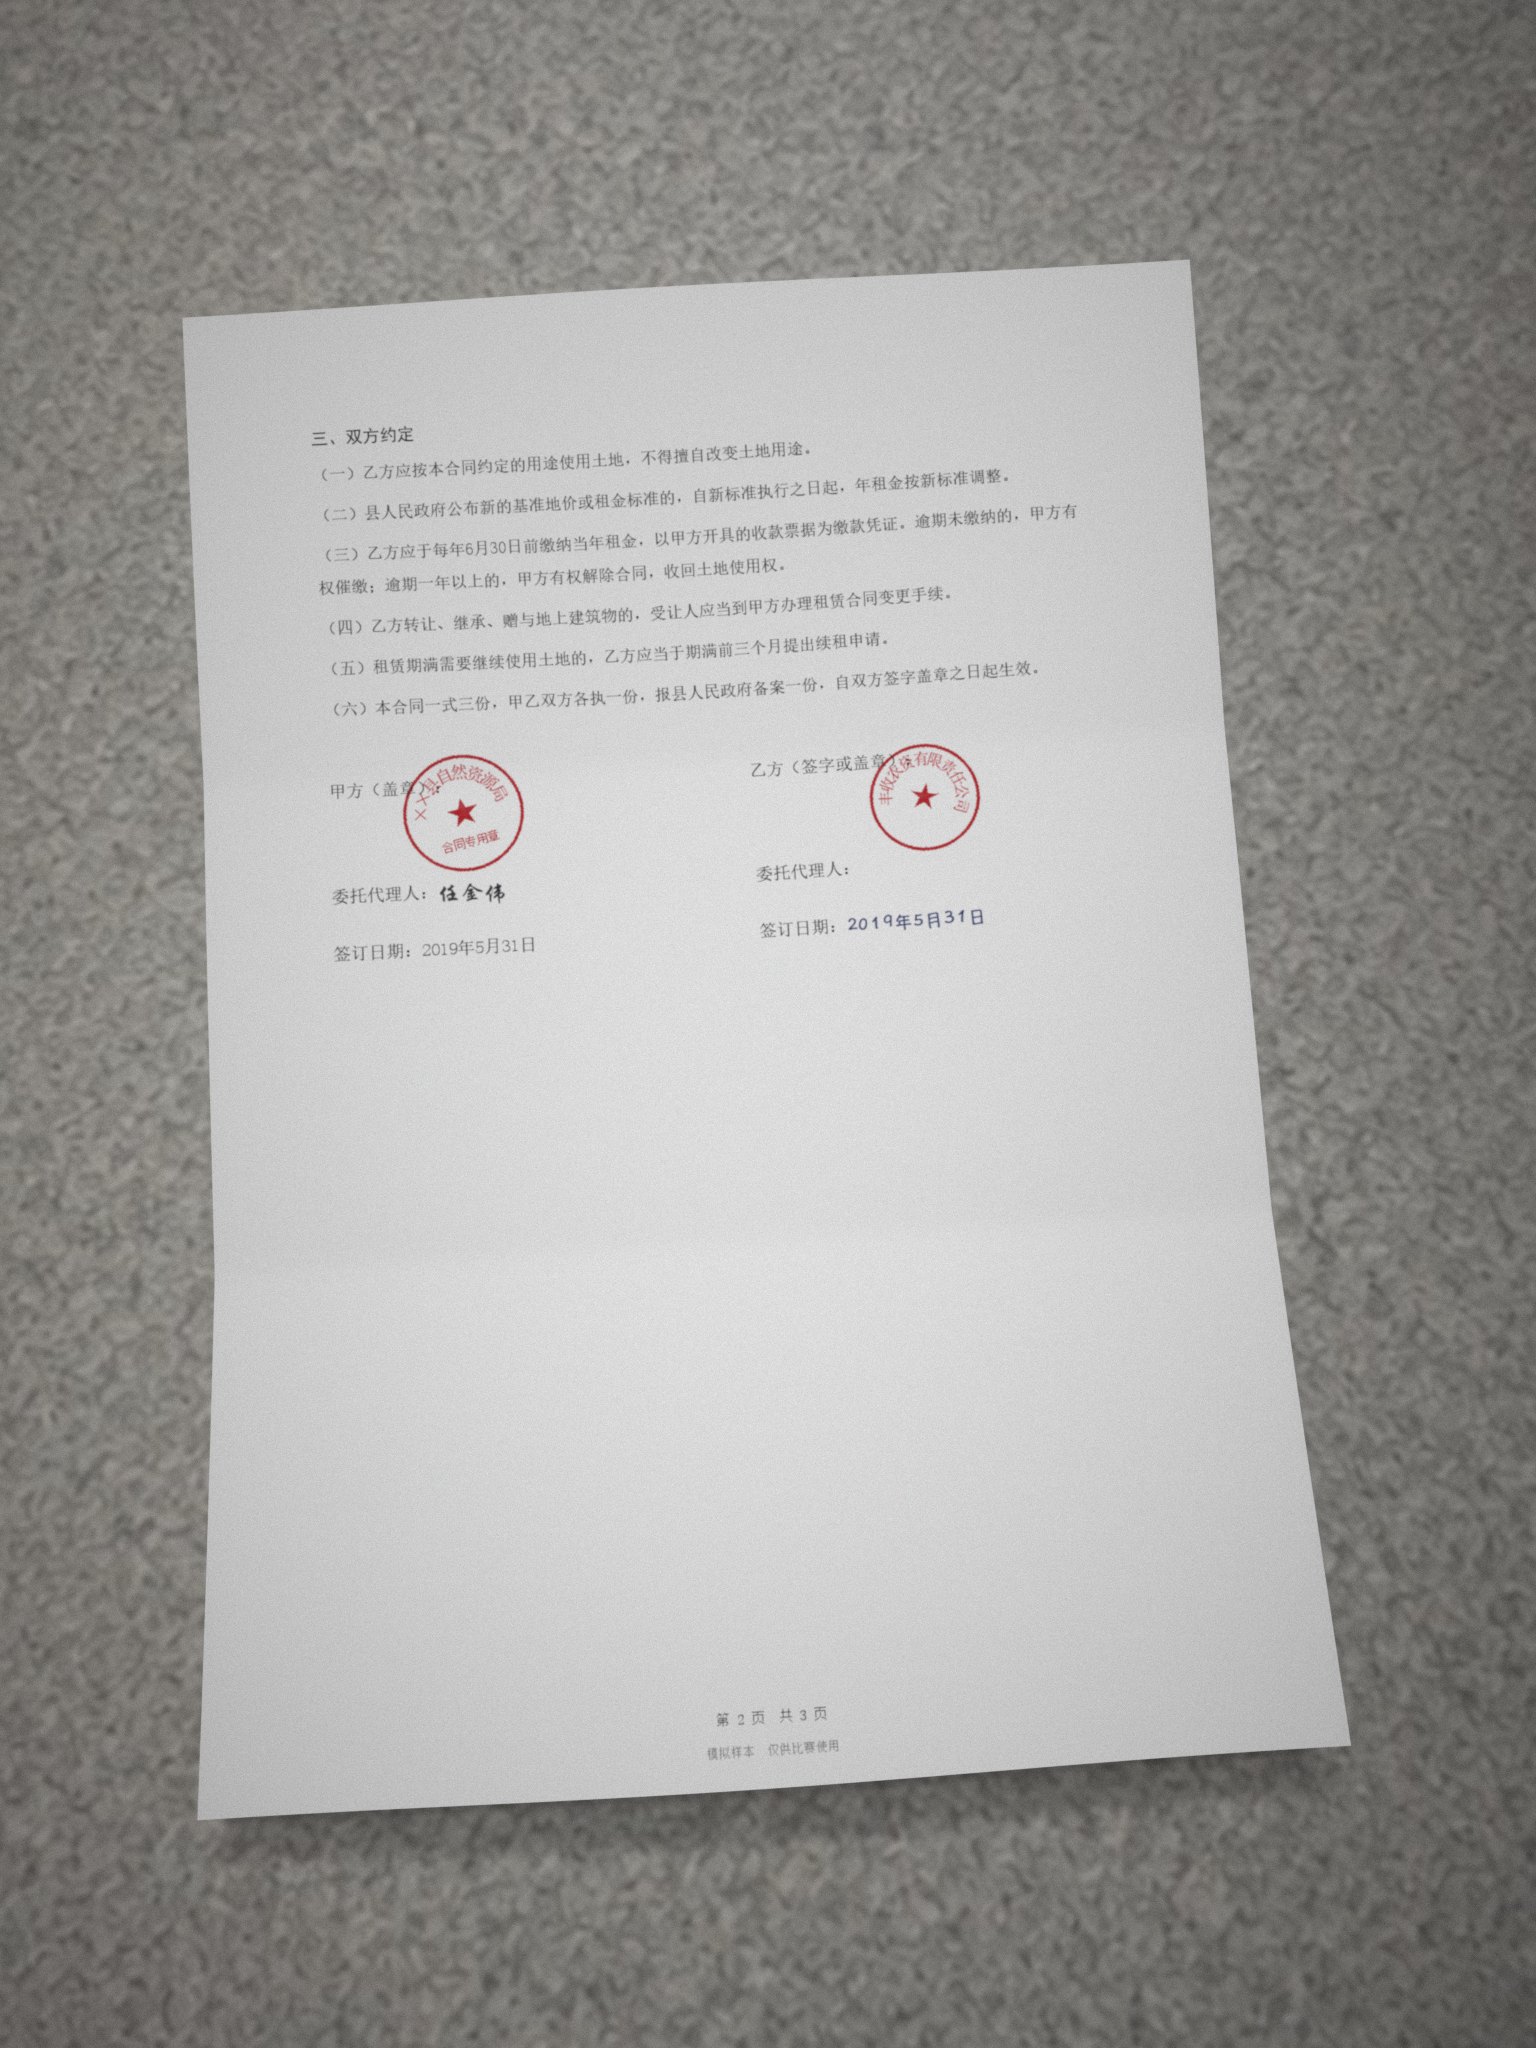 三、双方约定
（一）乙方应按本合同约定的用途使用土地，不得擅自改变土地用途。
（二）县人民政府公布新的基准地价或租金标准的，自新标准执行之日起，年租金按新标准调整。
（三）乙方应于每年6月30日前缴纳当年租金，以甲方开具的收款票据为缴款凭证。逾期未缴纳的，甲方有
权催缴；逾期一年以上的，甲方有权解除合同，收回土地使用权。
（四）乙方转让、继承、赠与地上建筑物的，受让人应当到甲方办理租赁合同变更手续。
（五）租赁期满需要继续使用土地的，乙方应当于期满前三个月提出续租申请。
（六）本合同一式三份，甲乙双方各执一份，报县人民政府备案一份，自双方签字盖章之日起生效。
甲方（盖章）：
××县自然资源局
合同专用章
委托代理人：任金伟
签订日期：2019年5月31日
乙方（签字或盖章）：
丰收农资有限责任公司
委托代理人：
签订日期：2019年5月31日
第 2 页 共 3 页
模拟样本 仅供比赛使用